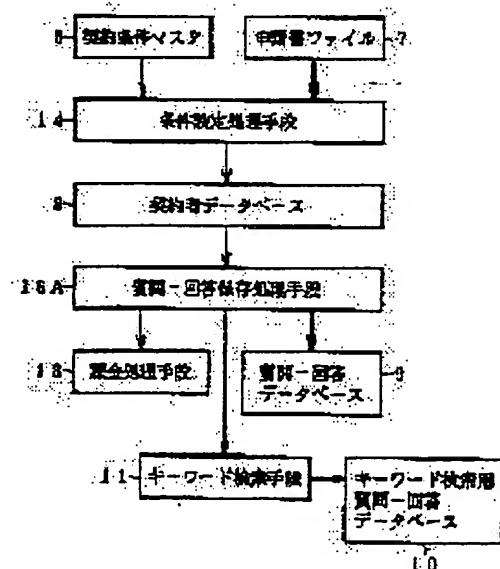 契約条件マスタ
申請書ファイル 7
14 条件設定処理手段
契約者データベース
16A 質問−回答保存処理手段
課金処理手段
質問−回答 9
データベース
11 キーワード検索手段
キーワード検索用
質問−回答
データベース
10